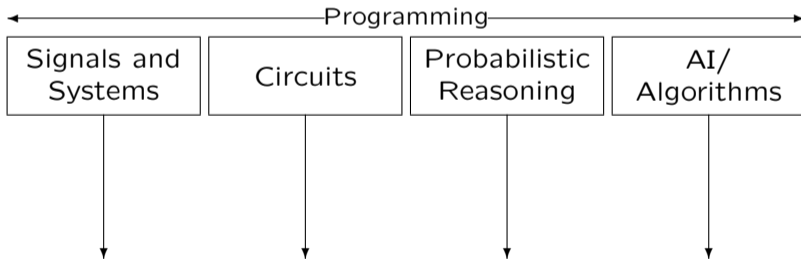 Programming
Signals and
Systems
Circuits
Probabilistic
Reasoning
AI/
Algorithms